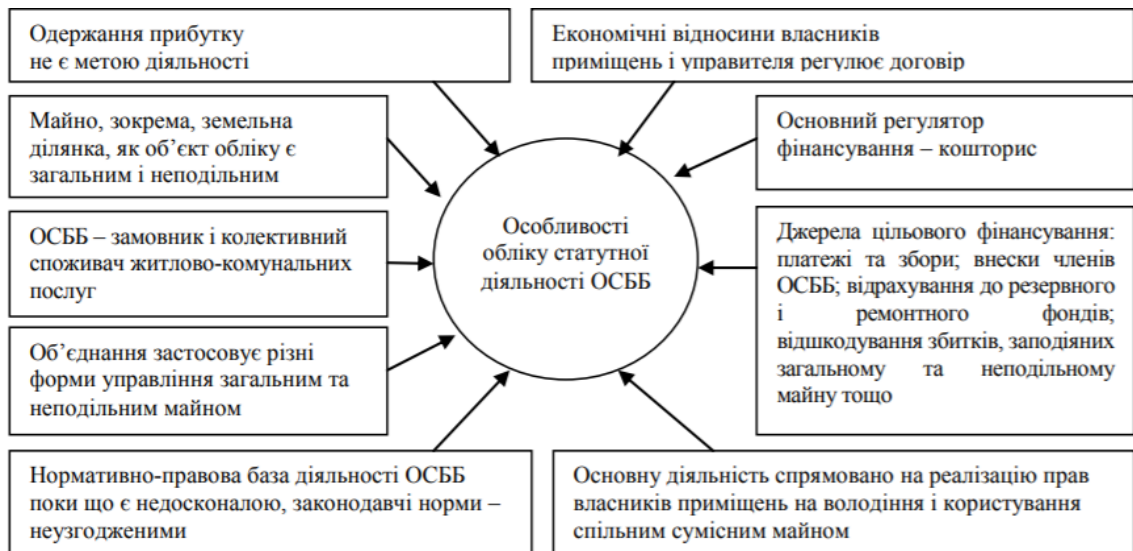 Одержання прибутку
не є метою діяльності
Економічні відносини власників
приміщень і управителя регулює договір
Майно, зокрема, земельна
ділянка, як об’єкт обліку є
загальним і неподільним
Основний регулятор
фінансування – кошторис
ОСББ – замовник і колективний
споживач житлово-комунальних
послуг
Особливості
обліку статутної
діяльності ОСББ
Джерела цільового фінансування:
платежі та збори; внески членів
ОСББ; відрахування до резервного
і ремонтного фондів;
відшкодування збитків, заподіяних
загальному та неподільному
майну тощо
Об’єднання застосовує різні
форми управління загальним та
неподільним майном
Нормативно-правова база діяльності ОСББ
поки що є недосконалою, законодавчі норми –
неузгодженими
Основну діяльність спрямовано на реалізацію прав
власників приміщень на володіння і користування
спільним сумісним майном